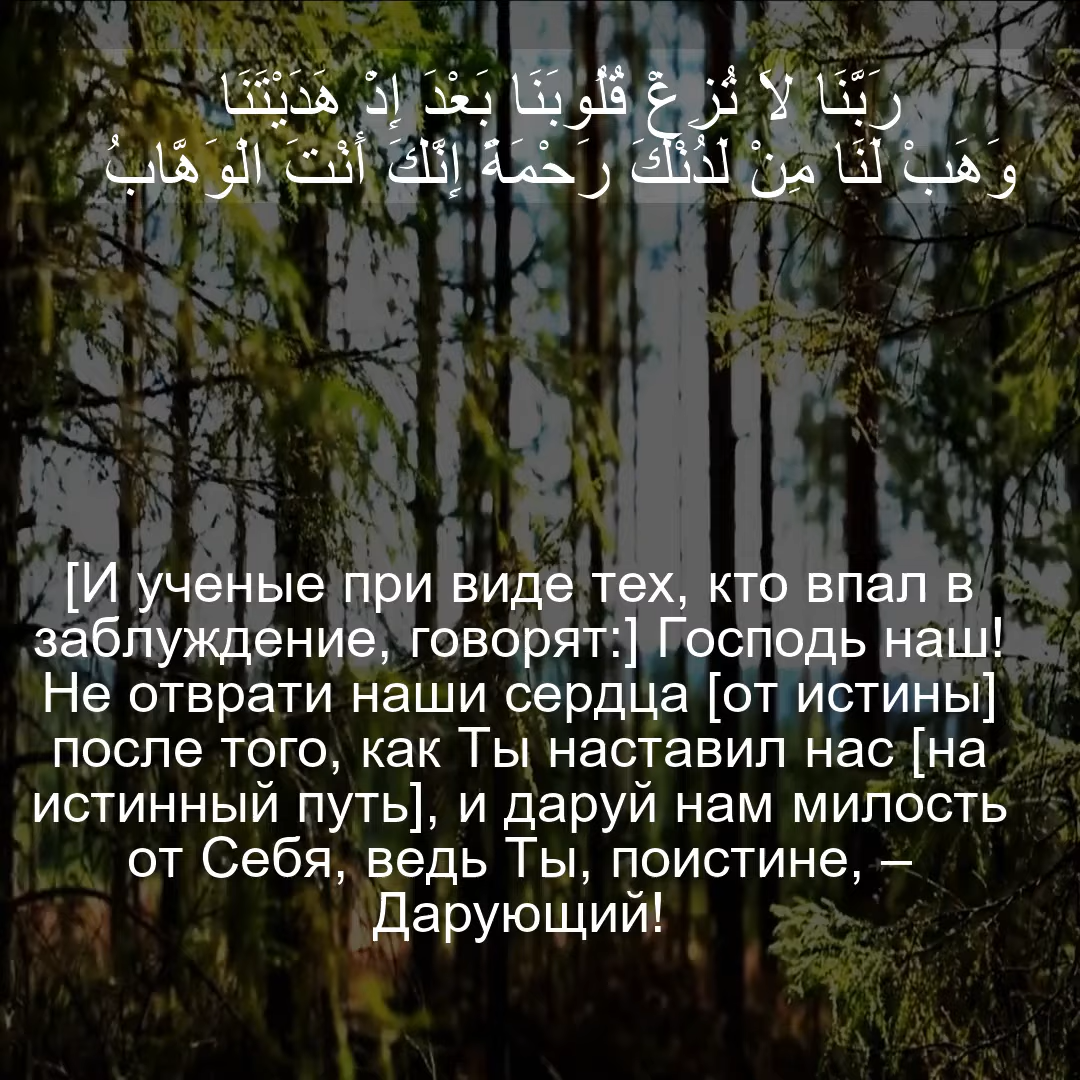 رَبَّنَا لاَ تُزِغْ قُلُوبَنَا بَعْدَ إِذْ هَدَيْتَنَا
وَهَبْ لَنَا مِنْ لَدُنْكَ رَحْمَةً إِنَّكَ أَنْتَ الْوَهَّابُ
[И ученые при виде тех, кто впал в
заблуждение, говорят:] Господь наш!
Не отврати наши сердца [от истины]
после того, как Ты наставил нас [на
истинный путь], и даруй нам милость
от Себя, ведь Ты, поистине, –
Дарующий!